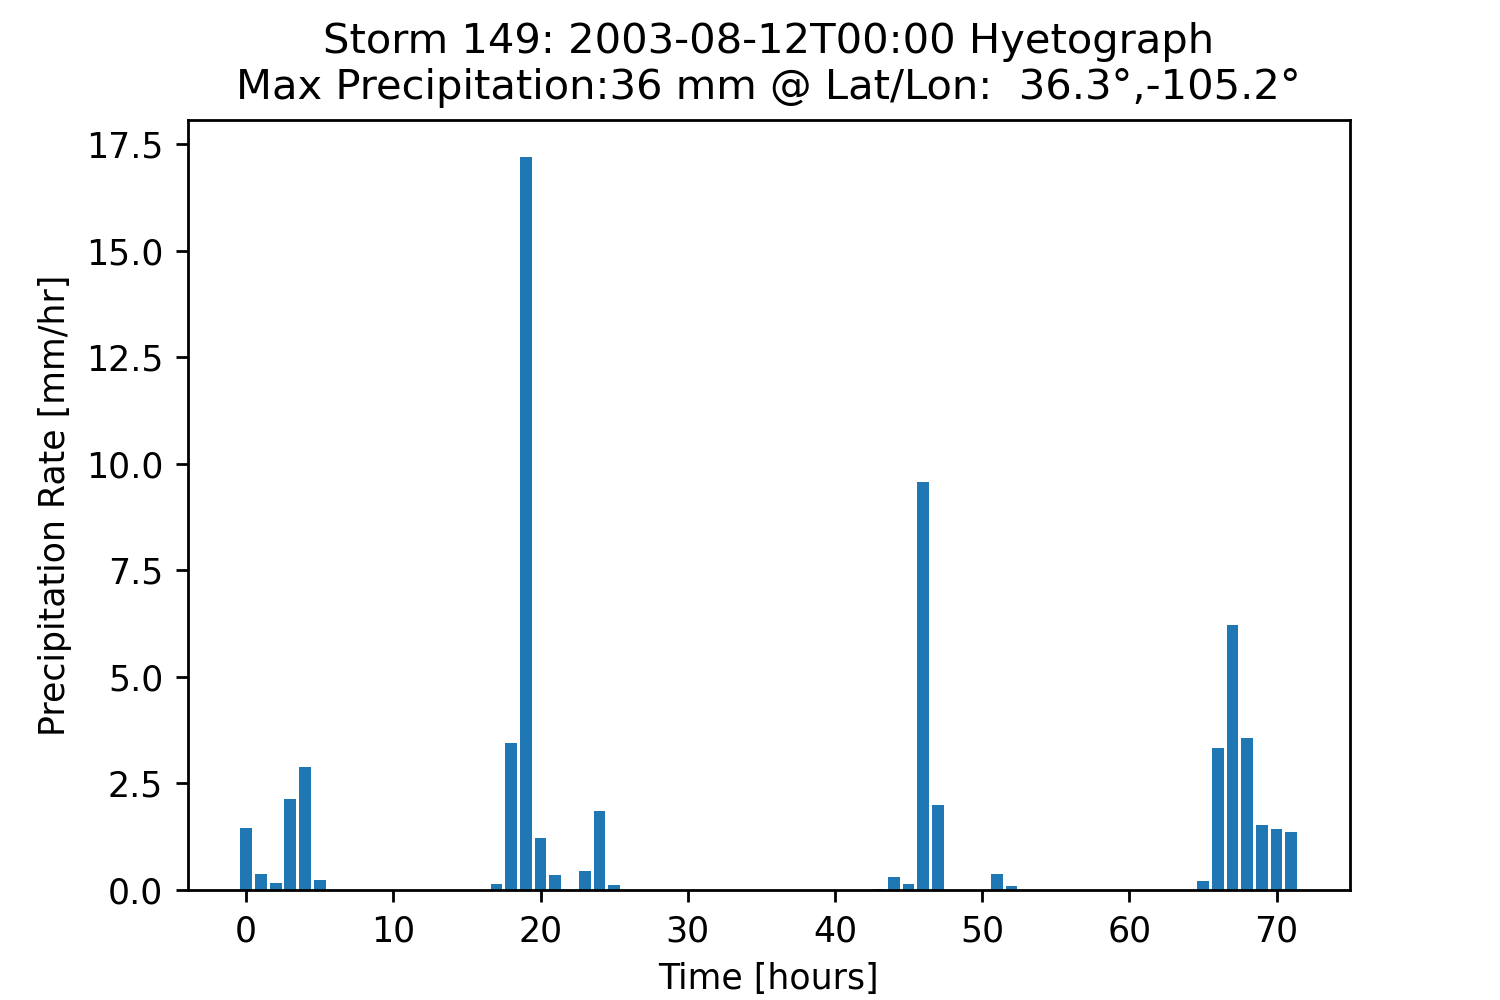 Storm 149: 2003-08-12T00:00 Hyetograph
Max Precipitation:36 mm @ Lat/Lon:  36.3°,-105.2°
17.5
15.0
12.5
10.0
7.5
5.0
2.5
0.0
Precipitation Rate [mm/hr]
0 10 20 30 40 50 60 70
Time [hours]